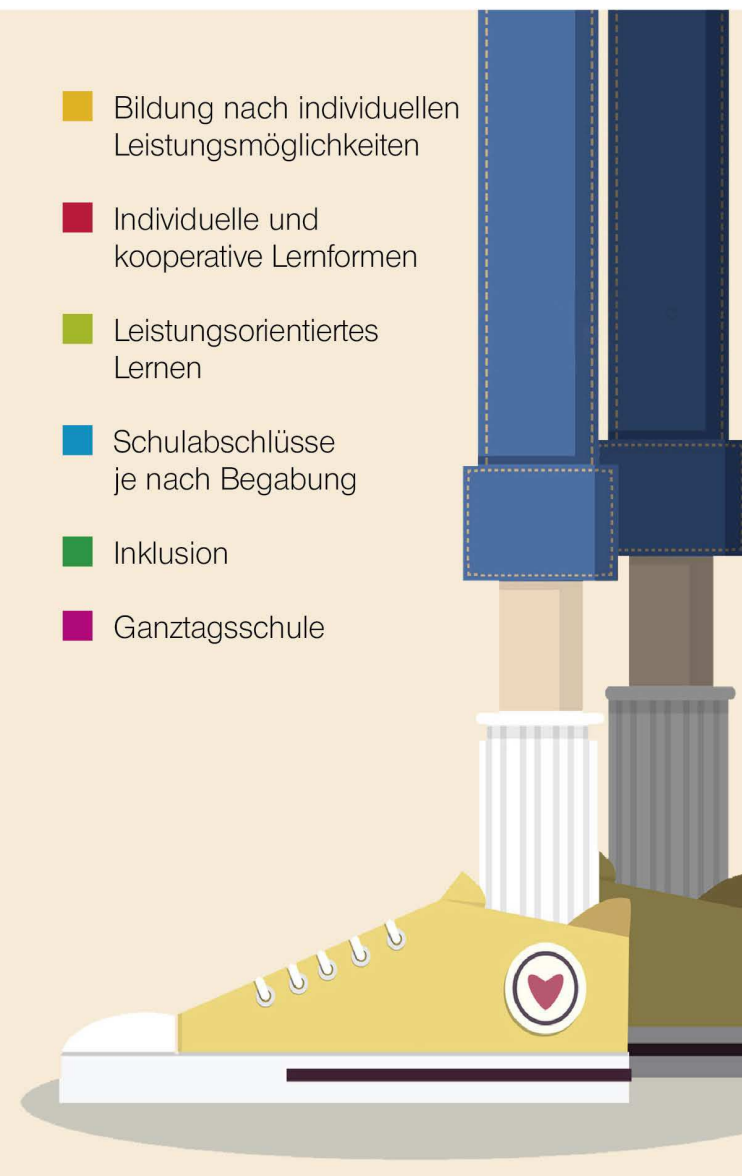 Bildung nach individuellen
Leistungsmöglichkeiten
Individuelle und
kooperative Lernformen
Leistungsorientiertes
Lernen
Schulabschlüsse
je nach Begabung
Inklusion
Ganztagsschule